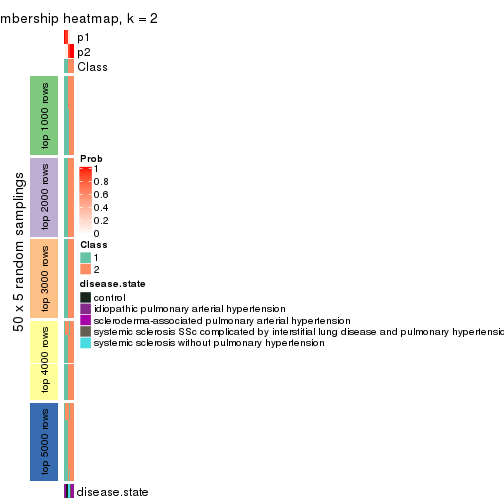 mbership heatmap, k = 2
p1
p2
Class
50 x 5 random samplings
top 1000 rows
top 2000 rows
top 3000 rows
top 4000 rows
top 5000 rows
Prob
1
0.8
0.6
0.4
0.2
0
Class
1
2
disease.state
control
idiopathic pulmonary arterial hypertension
scleroderma-associated pulmonary arterial hypertension
systemic sclerosis SSc complicated by interstitial lung disease and pulmonary hypertensio
systemic sclerosis without pulmonary hypertension
disease.state